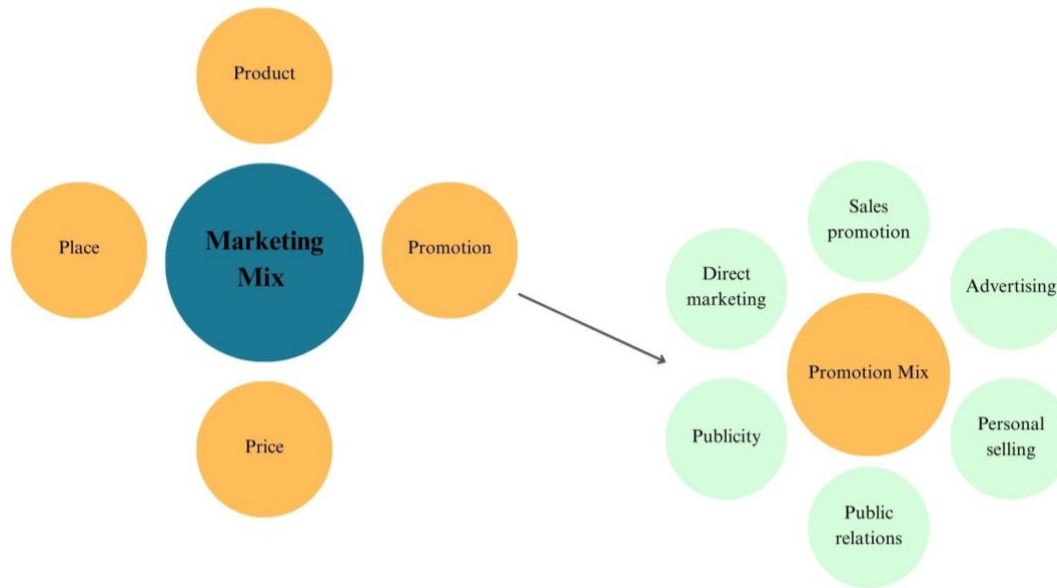 Product
Place
Marketing
Mix
Promotion
Price
Sales
promotion
Direct
marketing
Advertising
Promotion Mix
Publicity
Personal
selling
Public
relations